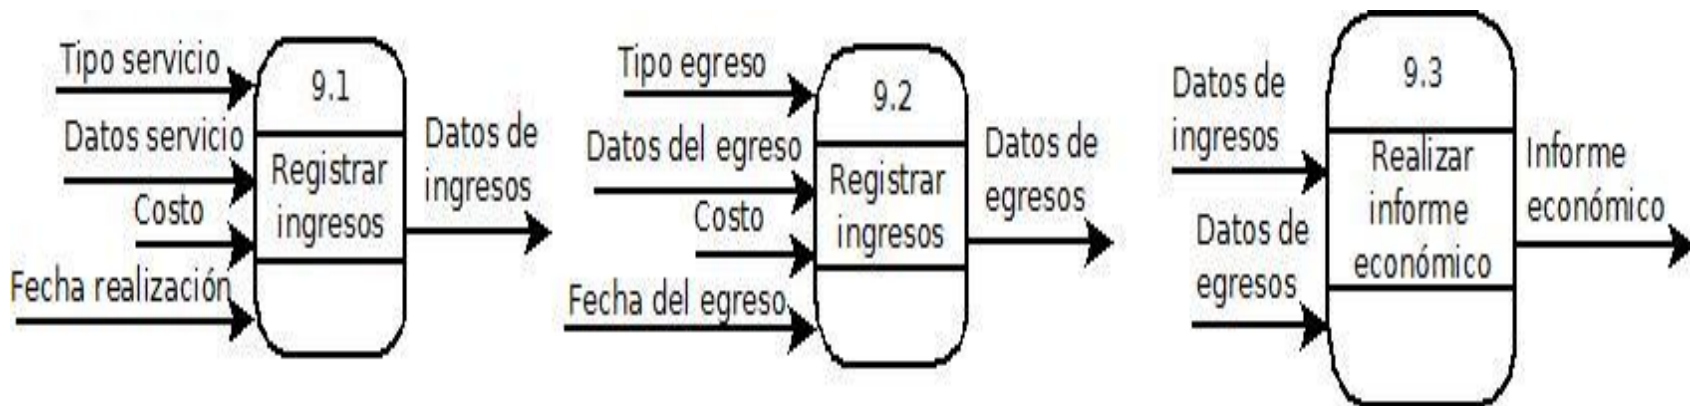 Tipo servicio
Datos servicio
Costo
Fecha realización
9.1
Registrar
ingresos
Datos de
ingresos
Tipo egreso
Datos del egreso
Costo
Fecha del egreso
9.2
Registrar
ingresos
Datos de
egresos
Datos de
ingresos
Datos de
egresos
9.3
Realizar
informe
económico
Informe
económico